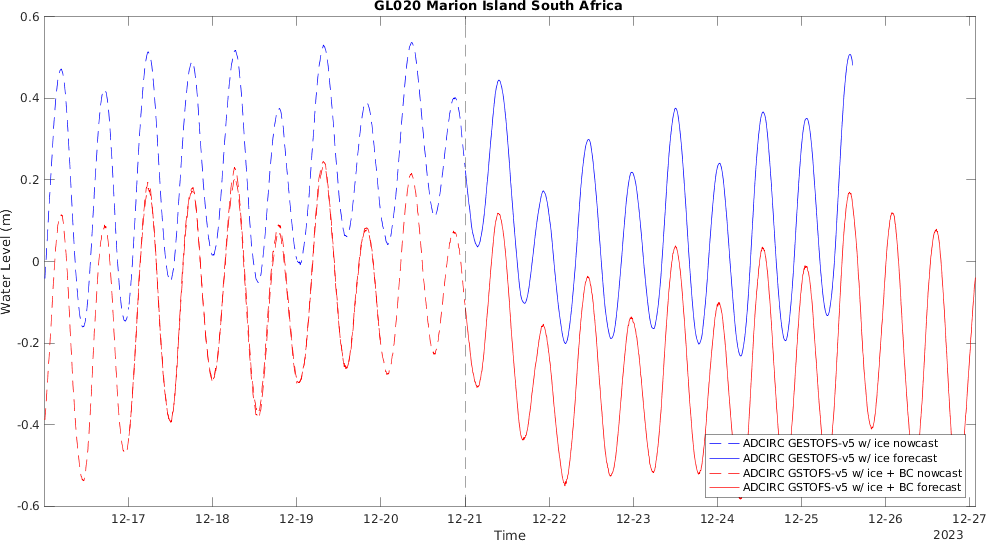 GL020 Marion Island South Africa
0.6
0.4
0.2
0
-0.2
-0.4
-0.6
Water Level (m)
12-17
12-18
12-19
12-20
12-21
12-22
12-23
12-24
12-25
12-26
12-27
Time
2023
ADCIRC GESTOFS-v5 w/ ice nowcast
ADCIRC GESTOFS-v5 w/ ice forecast
ADCIRC GSTOFS-v5 w/ ice + BC nowcast
ADCIRC GSTOFS-v5 w/ ice + BC forecast